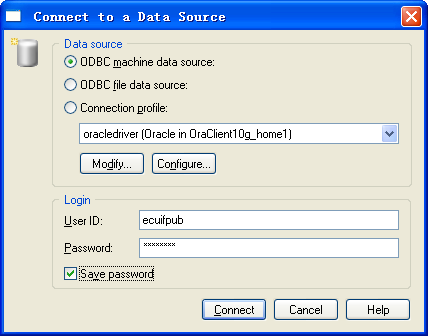 Connect to a Data Source
Data source
ODBC machine data source:
ODBC file data source:
Connection profile:
oracledriver (Oracle in OraClient10g_home1)
Modify... Configure...
Login
User ID: ecuifpub
Password: ××××××××
Save password
Connect Cancel Help